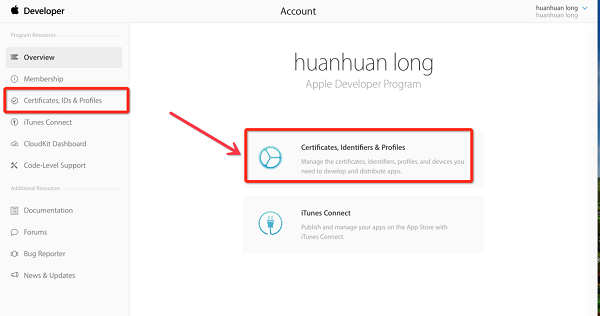 Developer
Account
huanhuan long
huanhuan long
Program Resources
Overview
Membership
Certificates, IDs & Profiles
iTunes Connect
CloudKit Dashboard
Code-Level Support
Additional Resources
Documentation
Forums
Bug Reporter
News & Updates
huanhuan long
Apple Developer Program
Certificates, Identifiers & Profiles
Manage the certificates, identifiers, profiles, and devices you
need to develop and distribute apps.
iTunes Connect
Publish and manage your apps on the App Store with
iTunes Connect.